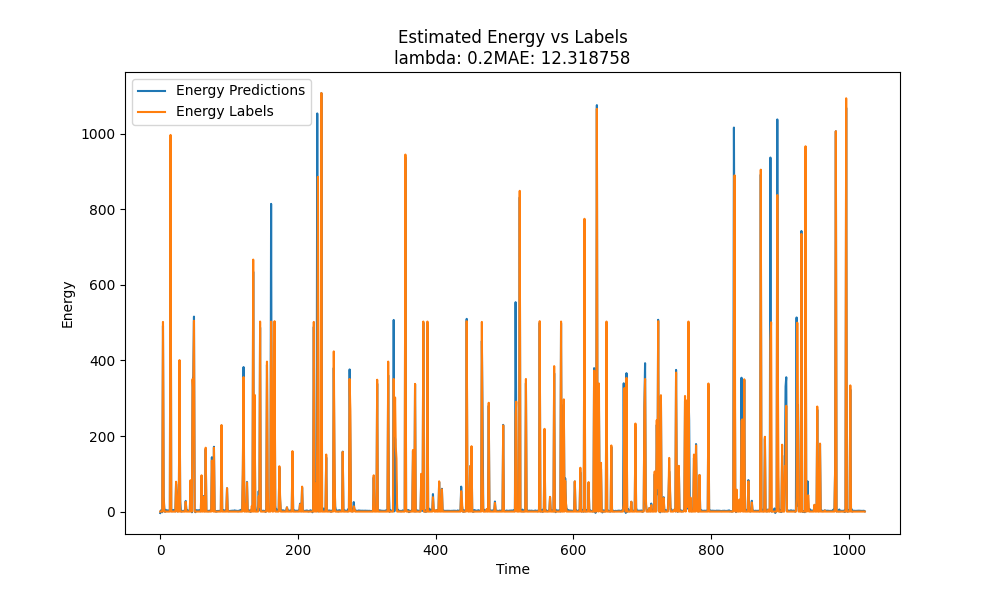 Estimated Energy vs Labels
lambda: 0.2MAE: 12.318758
Energy Predictions
Energy Labels
1000
800
600
400
200
0
Energy
0 200 400 600 800 1000
Time